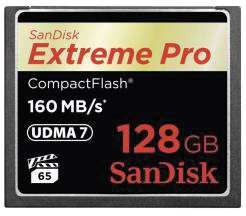 SanDisk
Extreme Pro
CompactFlash®
160 MB/s*
UDMA 7
128 GB
65
SanDisk